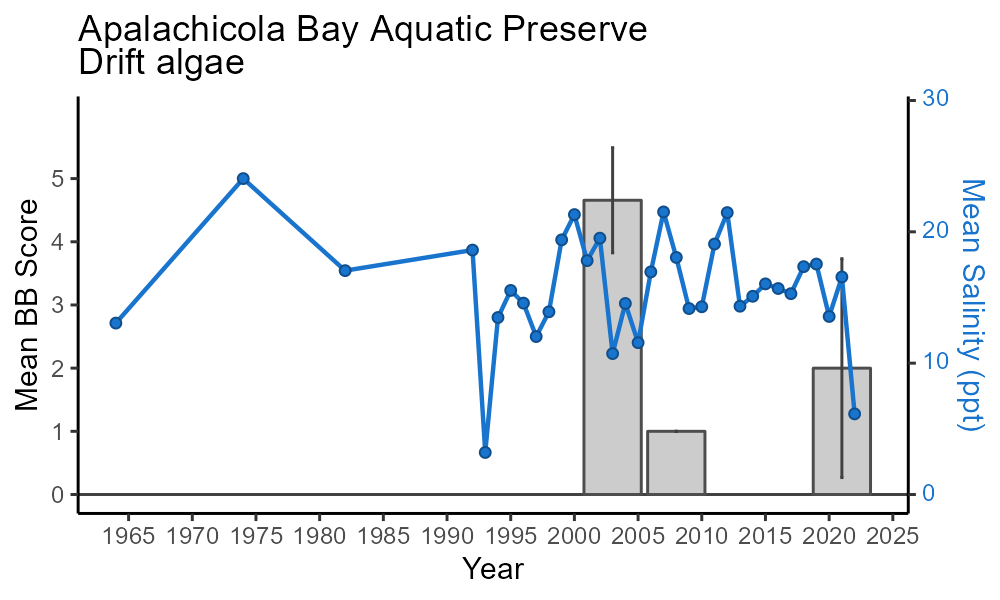 Apalachicola Bay Aquatic Preserve
Drift algae
Mean BB Score
5
4
3
2
1
0
30
20
10
0
Mean Salinity (ppt)
1965 1970 1975 1980 1985 1990 1995 2000 2005 2010 2015 2020 2025
Year